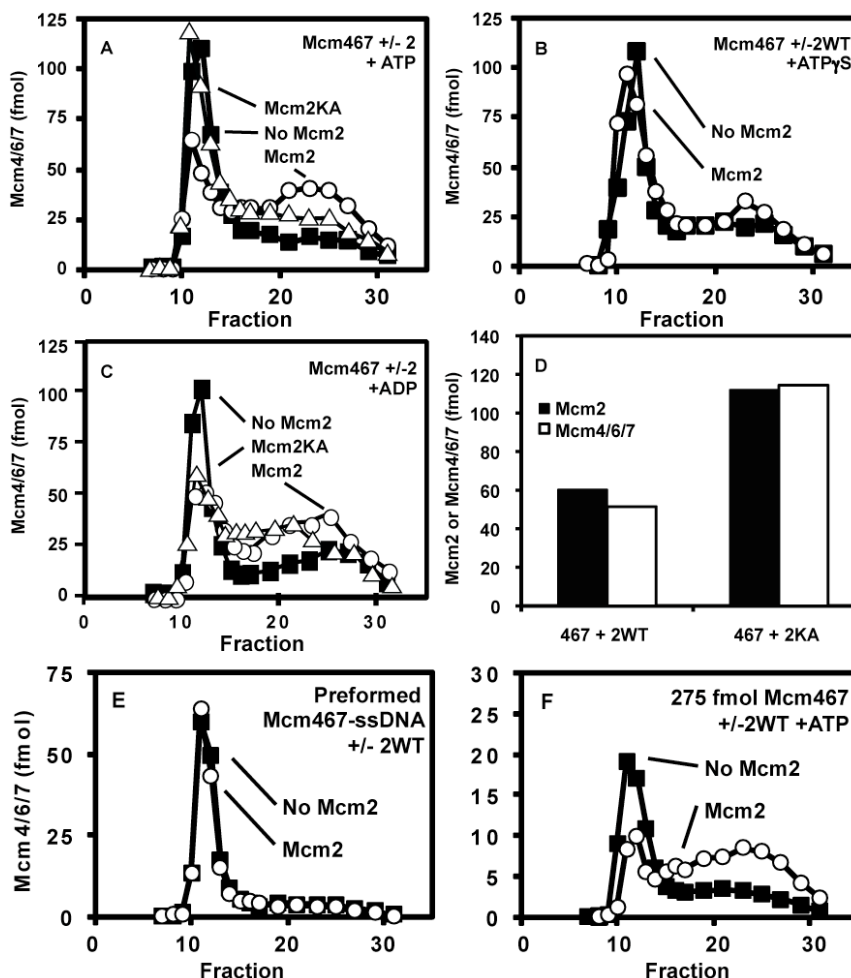 A
Mcm467 +/- 2
+ ATP
Mcm4/6/7 (fmol)
125
100
75
50
25
0
Mcm2KA
No Mcm2
Mcm2
0
10
20
30
Fraction
B
Mcm467 +/-2WT
+ATPγS
Mcm4/6/7 (fmol)
125
100
75
50
25
0
No Mcm2
Mcm2
0
10
20
30
Fraction
C
Mcm467 +/-2
+ADP
Mcm4/6/7 (fmol)
125
100
75
50
25
0
No Mcm2
Mcm2KA
Mcm2
0
10
20
30
Fraction
D
Mcm2 or Mcm4/6/7 (fmol)
140
120
100
80
60
40
20
0
Mcm2
Mcm4/6/7
467 + 2WT
467 + 2KA
E
Preformed
Mcm467-ssDNA
+/- 2WT
Mcm4/6/7 (fmol)
75
50
25
0
No Mcm2
Mcm2
0
10
20
30
Fraction
F
275 fmol Mcm467
+/-2WT +ATP
Mcm4/6/7 (fmol)
30
25
20
15
10
5
0
No Mcm2
Mcm2
0
10
20
30
Fraction